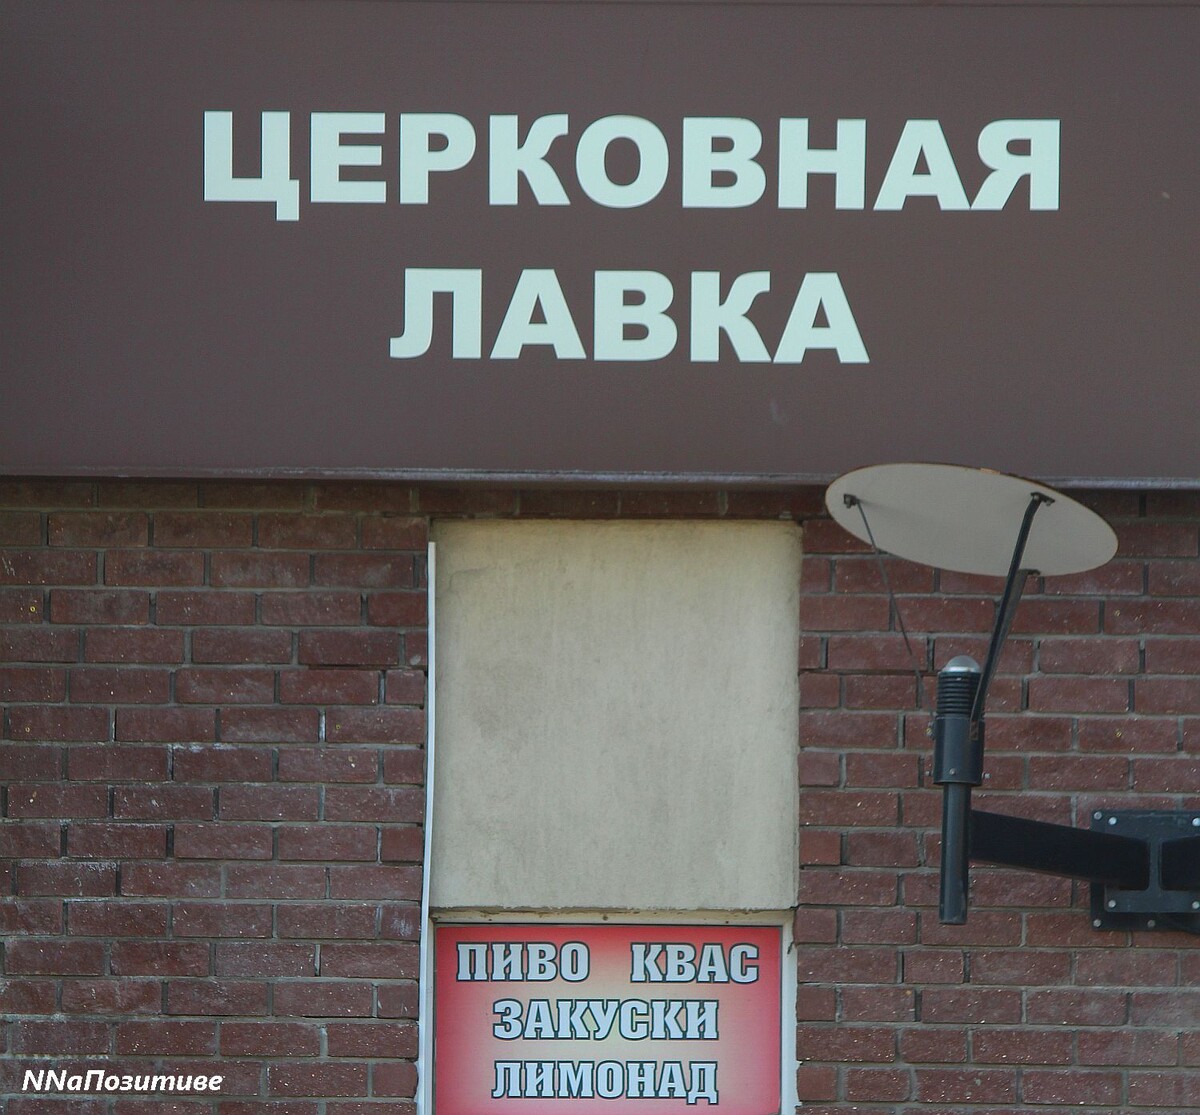 ЦЕРКОВНАЯ
ЛАВКА
ПИВО КВАС
ЗАКУСКИ
ЛИМОНАД
NNаПозитиве